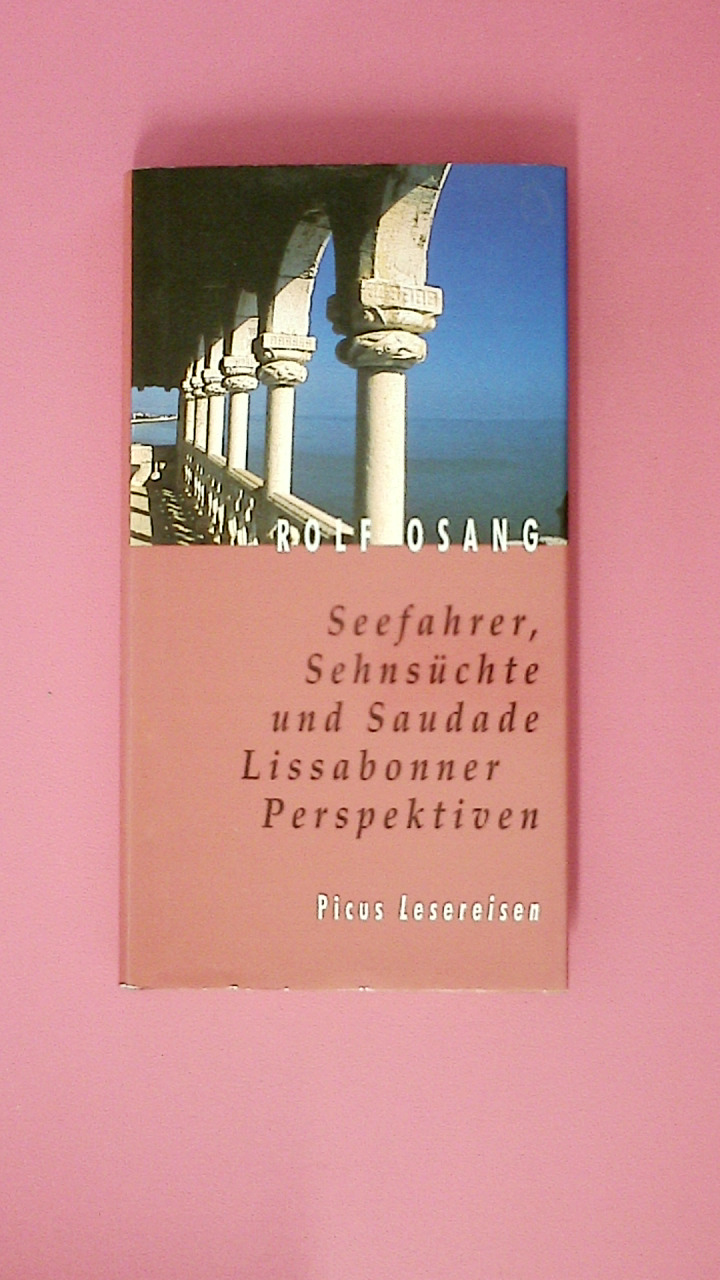 ROLF OSANG
Seefahrer,
Sehnsüchte
und Saudade
Lissabonner
Perspektiven
Picus Lesereisen